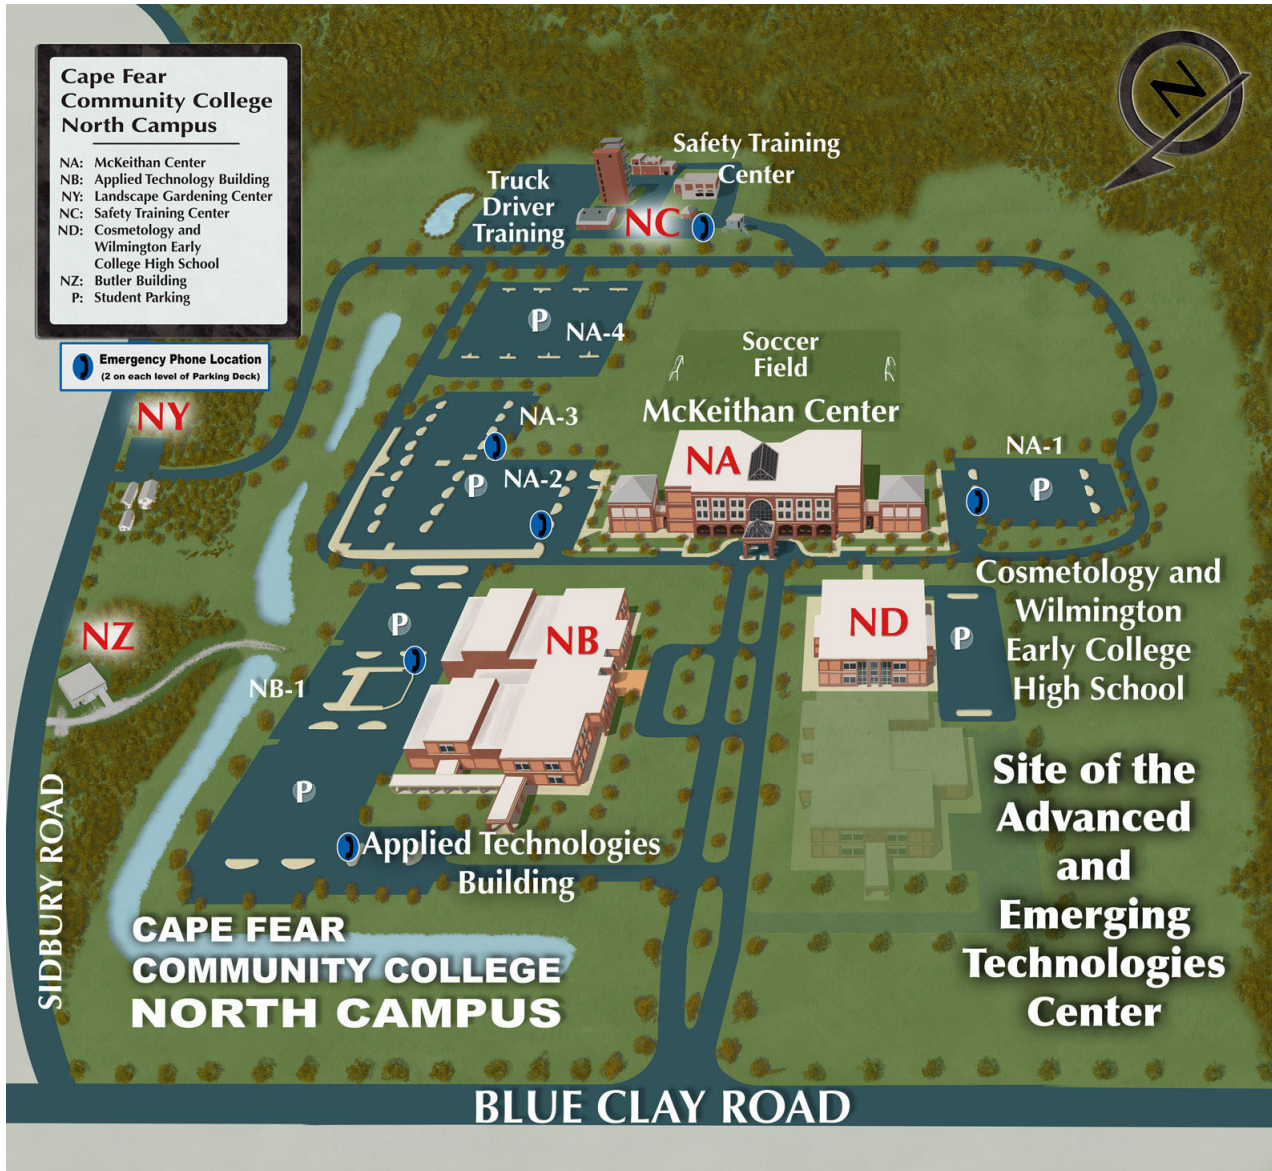 Cape Fear
Community College
North Campus
NA: McKeithan Center
NB: Applied Technology Building
NY: Landscape Gardening Center
NC: Safety Training Center
ND: Cosmetology and
Wilmington Early
College High School
NZ: Butler Building
P: Student Parking
Emergency Phone Location
(2 on each level of Parking Deck)
N
Safety Training
Center
Truck
Driver
Training
NC
P
NA-4
Soccer
Field
McKeithan Center
NY
NA-3
NA
NA-1
P
NA-2
P
NZ
P
NB
ND
P
Cosmetology and
Wilmington
Early College
High School
NB-1
P
Site of the
Advanced
and
Emerging
Technologies
Center
Applied Technologies
Building
SIDBURY ROAD
CAPE FEAR
COMMUNITY COLLEGE
NORTH CAMPUS
BLUE CLAY ROAD